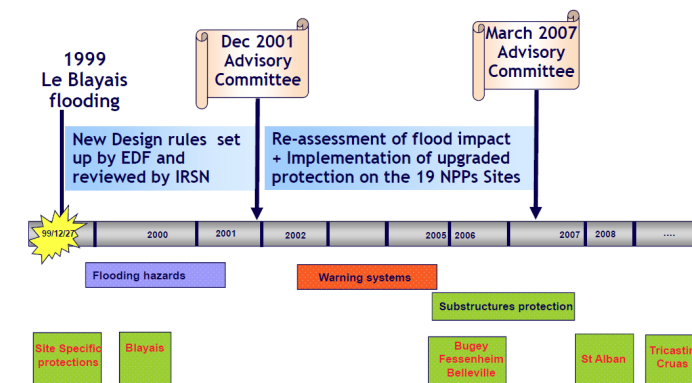 1999
Le Blayais
flooding
Dec 2001
Advisory
Committee
March 2007
Advisory
Committee
New Design rules set
up by EDF and
reviewed by IRSN
Re-assessment of flood impact
+ Implementation of upgraded
protection on the 19 NPPs Sites
99/12/27
2000
2001
2002
2005
2006
2007
2008
....
Flooding hazards
Warning systems
Substructures protection
Site Specific
protections
Blayais
Bugey
Fessenheim
Belleville
St Alban
Tricastin
Cruas